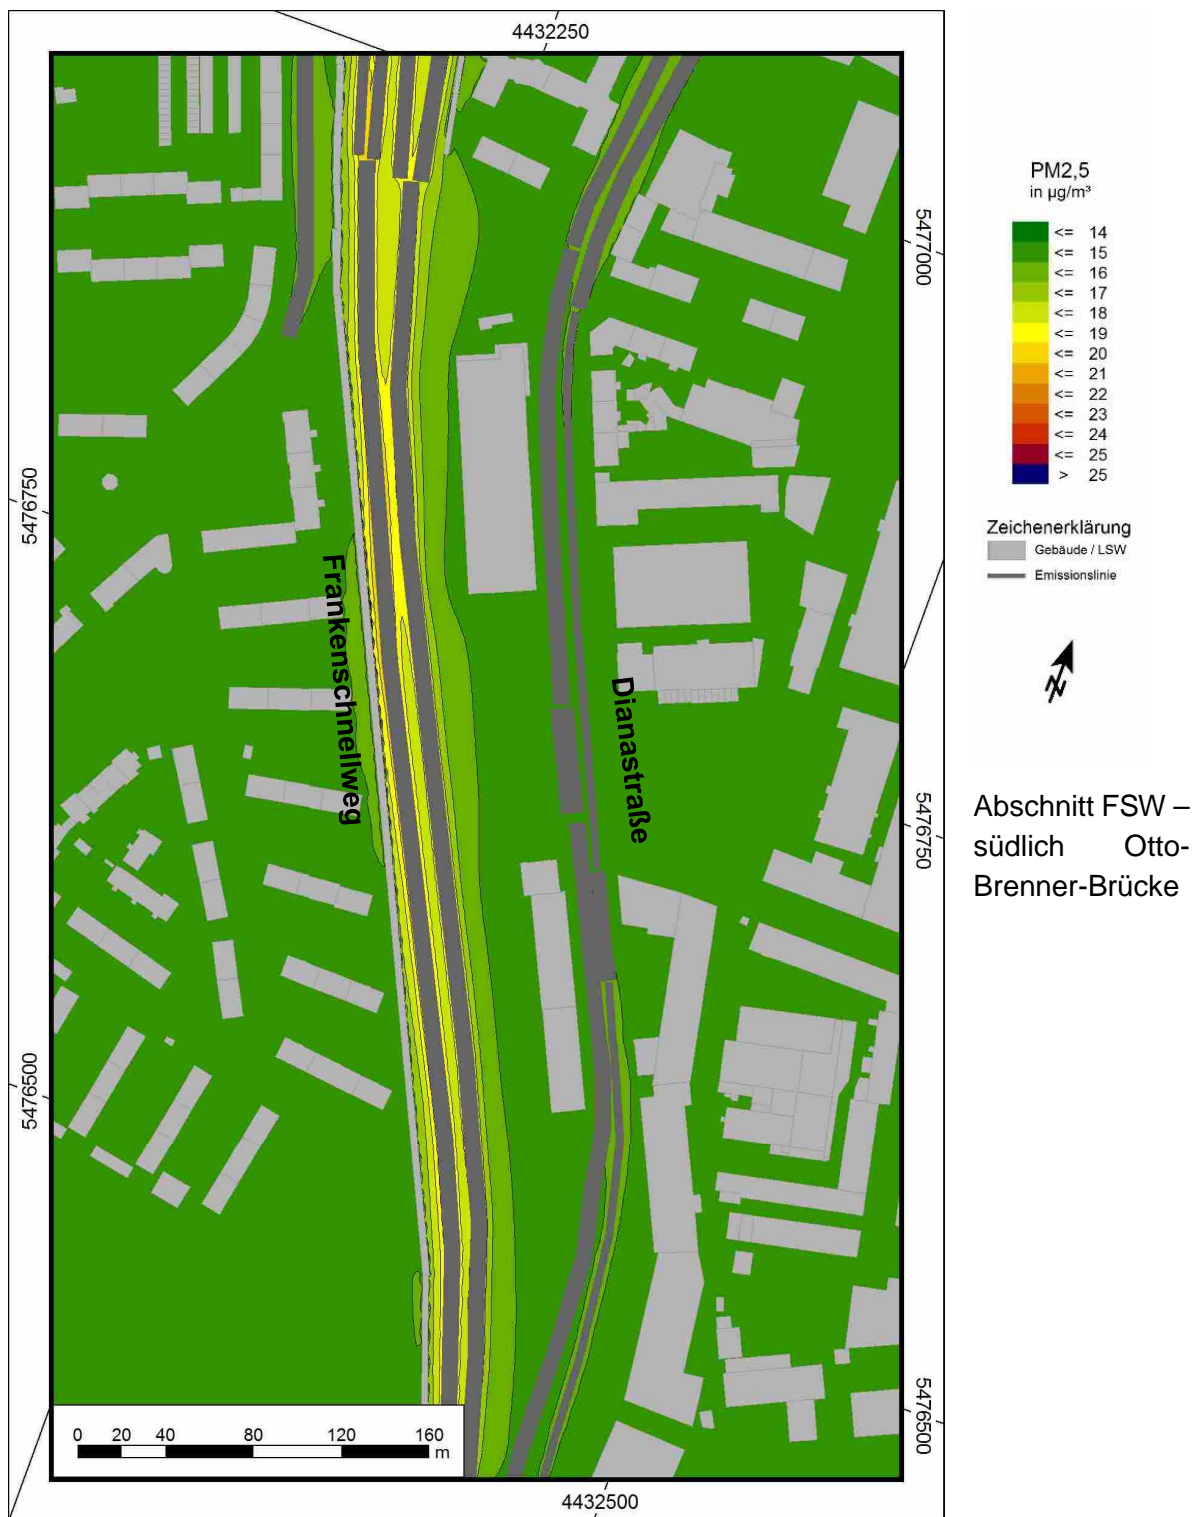 4432250
PM2,5
in µg/m³
<= 14
<= 15
<= 16
<= 17
<= 18
<= 19
<= 20
<= 21
<= 22
<= 23
<= 24
<= 25
> 25
Zeichenerklärung
Gebäude / LSW
Emissionslinie
N
5477000
5476750
Frankenschnellweg
Dianastraße
5476750
Abschnitt FSW –
südlich Otto-
Brenner-Brücke
5476500
5476500
0 20 40 80 120 160
m
4432500